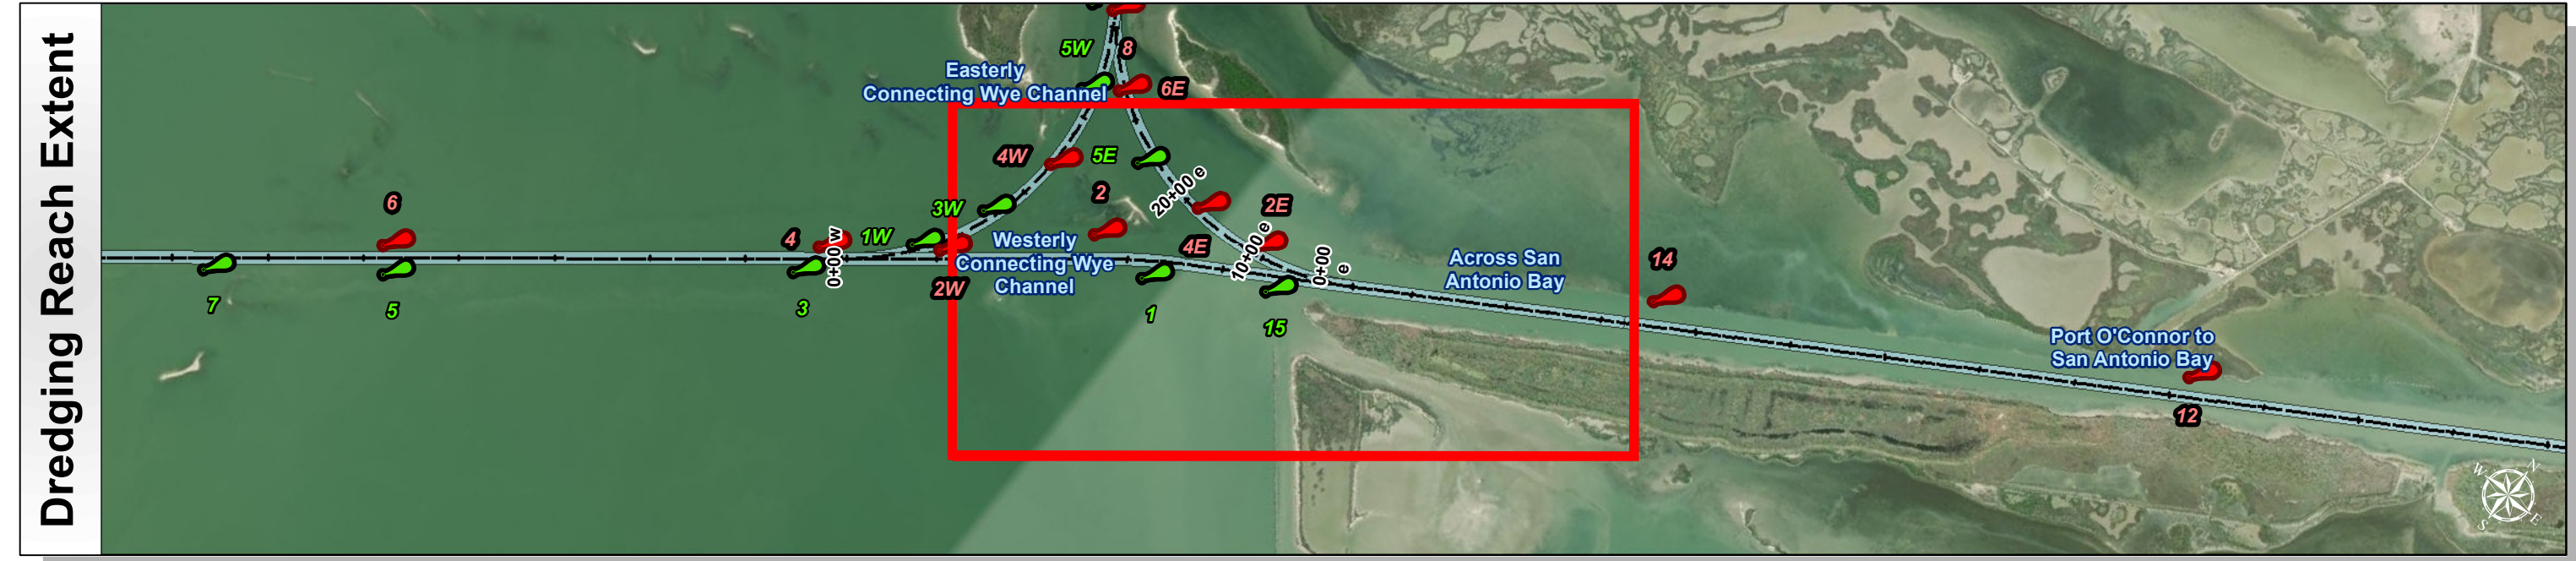 Dredging Reach Extent
5W
8
Easterly
Connecting Wye Channel
6E
4W
5E
20+00 e
2
2E
6
3W
4
0+00 w
1W
Westerly
Connecting Wye
Channel
4E
10+00 e
0+00
e
Across San
Antonio Bay
14
2W
7
5
3
1
15
Port O'Connor to
San Antonio Bay
12
W
N
S
E